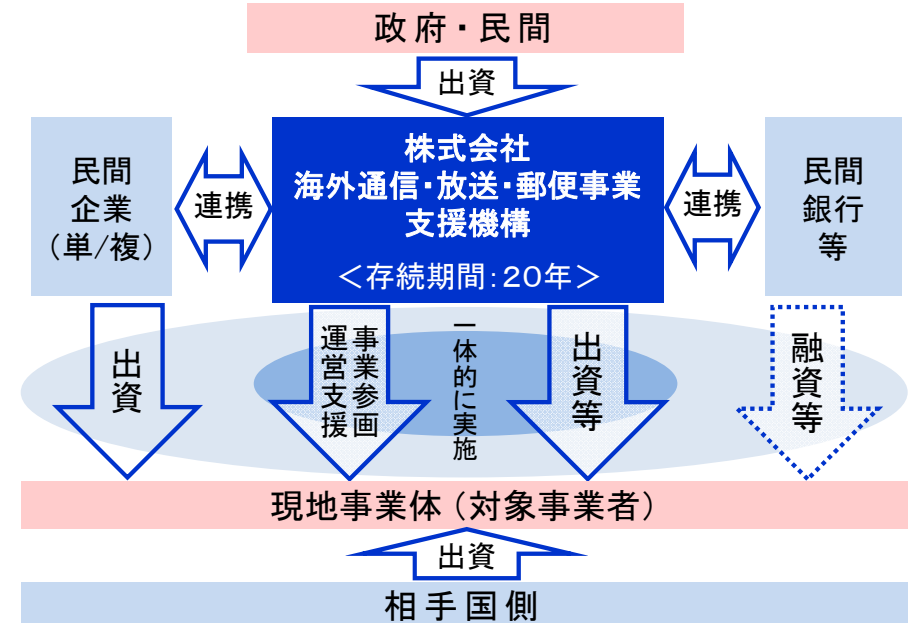 政府・民間
出資
民間
企業
（単/複）
連携
株式会社
海外通信・放送・郵便事業
支援機構
＜存続期間：２０年＞
連携
民間
銀行
等
出資
事業参画
運営支援
一体的に実施
出資等
融資等
現地事業体（対象事業者）
出資
相手国側